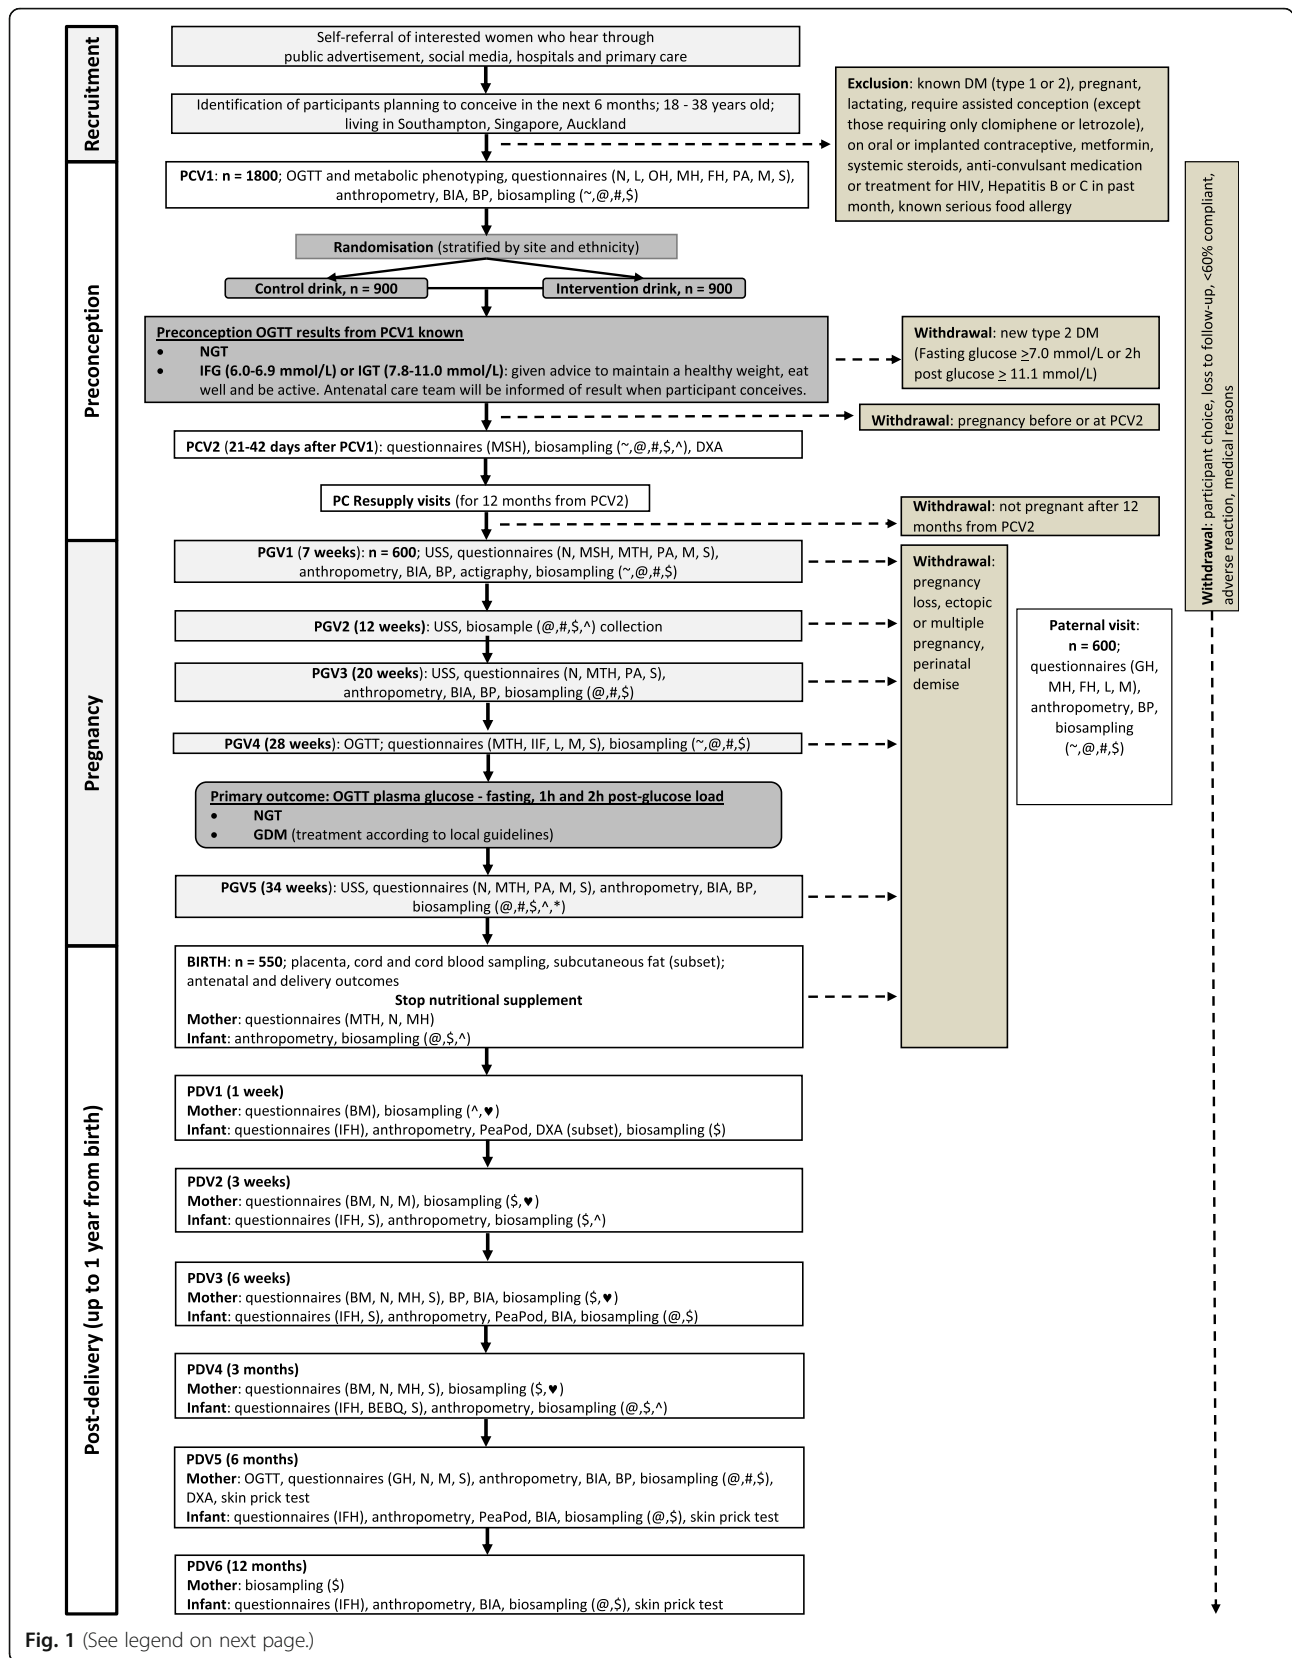 Recruitment
Self-referral of interested women who hear through
public advertisement, social media, hospitals and primary care
Identification of participants planning to conceive in the next 6 months; 18 - 38 years old;
living in Southampton, Singapore, Auckland
Exclusion: known DM (type 1 or 2), pregnant,
lactating, require assisted conception (except
those requiring only clomiphene or letrozole),
on oral or implanted contraceptive, metformin,
systemic steroids, anti-convulsant medication
or treatment for HIV, Hepatitis B or C in past
month, known serious food allergy
Preconception
PCV1: n = 1800; OGTT and metabolic phenotyping, questionnaires (N, L, OH, MH, FH, PA, M, S),
anthropometry, BIA, BP, biosampling (~,@,#,$)
Randomisation (stratified by site and ethnicity)
Control drink, n = 900
Intervention drink, n = 900
Preconception OGTT results from PCV1 known
• NGT
• IFG (6.0-6.9 mmol/L) or IGT (7.8-11.0 mmol/L): given advice to maintain a healthy weight, eat
well and be active. Antenatal care team will be informed of result when participant conceives.
Withdrawal: new type 2 DM
(Fasting glucose ≥7.0 mmol/L or 2h
post glucose ≥ 11.1 mmol/L)
Withdrawal: pregnancy before or at PCV2
PCV2 (21-42 days after PCV1): questionnaires (MSH), biosampling (~,@,#,$,^), DXA
PC Resupply visits (for 12 months from PCV2)
Withdrawal: not pregnant after 12
months from PCV2
Withdrawal: participant choice, loss to follow-up, <60% compliant,
adverse reaction, medical reasons
Pregnancy
PGV1 (7 weeks): n = 600; USS, questionnaires (N, MSH, MTH, PA, M, S),
anthropometry, BIA, BP, actigraphy, biosampling (~,@,#,$)
PGV2 (12 weeks): USS, biosample (@,#,$,^) collection
PGV3 (20 weeks): USS, questionnaires (N, MTH, PA, S),
anthropometry, BIA, BP, biosampling (@,#,$)
PGV4 (28 weeks): OGTT; questionnaires (MTH, IIF, L, M, S), biosampling (~,@,#,$)
Primary outcome: OGTT plasma glucose - fasting, 1h and 2h post-glucose load
• NGT
• GDM (treatment according to local guidelines)
PGV5 (34 weeks): USS, questionnaires (N, MTH, PA, M, S), anthropometry, BIA, BP,
biosampling (@,#,$,^,*)
Withdrawal:
pregnancy
loss, ectopic
or multiple
pregnancy,
perinatal
demise
Paternal visit:
n = 600;
questionnaires (GH,
MH, FH, L, M),
anthropometry, BP,
biosampling
(~,@,#,$)
Post-delivery (up to 1 year from birth)
BIRTH: n = 550; placenta, cord and cord blood sampling, subcutaneous fat (subset);
antenatal and delivery outcomes
Stop nutritional supplement
Mother: questionnaires (MTH, N, MH)
Infant: anthropometry, biosampling (@,$,^)
PDV1 (1 week)
Mother: questionnaires (BM), biosampling (^,♥)
Infant: questionnaires (IFH), anthropometry, PeaPod, DXA (subset), biosampling ($)
PDV2 (3 weeks)
Mother: questionnaires (BM, N, M), biosampling ($,♥)
Infant: questionnaires (IFH, S), anthropometry, biosampling ($,^)
PDV3 (6 weeks)
Mother: questionnaires (BM, N, MH, S), BP, BIA, biosampling ($,♥)
Infant: questionnaires (IFH, S), anthropometry, PeaPod, BIA, biosampling (@,$)
PDV4 (3 months)
Mother: questionnaires (BM, N, MH, S), biosampling ($,♥)
Infant: questionnaires (IFH, BEBQ, S), anthropometry, biosampling (@,$,^)
PDV5 (6 months)
Mother: OGTT, questionnaires (GH, N, M, S), anthropometry, BIA, BP, biosampling (@,#,$),
DXA, skin prick test
Infant: questionnaires (IFH), anthropometry, PeaPod, BIA, biosampling (@,$), skin prick test
PDV6 (12 months)
Mother: biosampling ($)
Infant: questionnaires (IFH), anthropometry, BIA, biosampling (@,$), skin prick test
Fig. 1 (See legend on next page.)